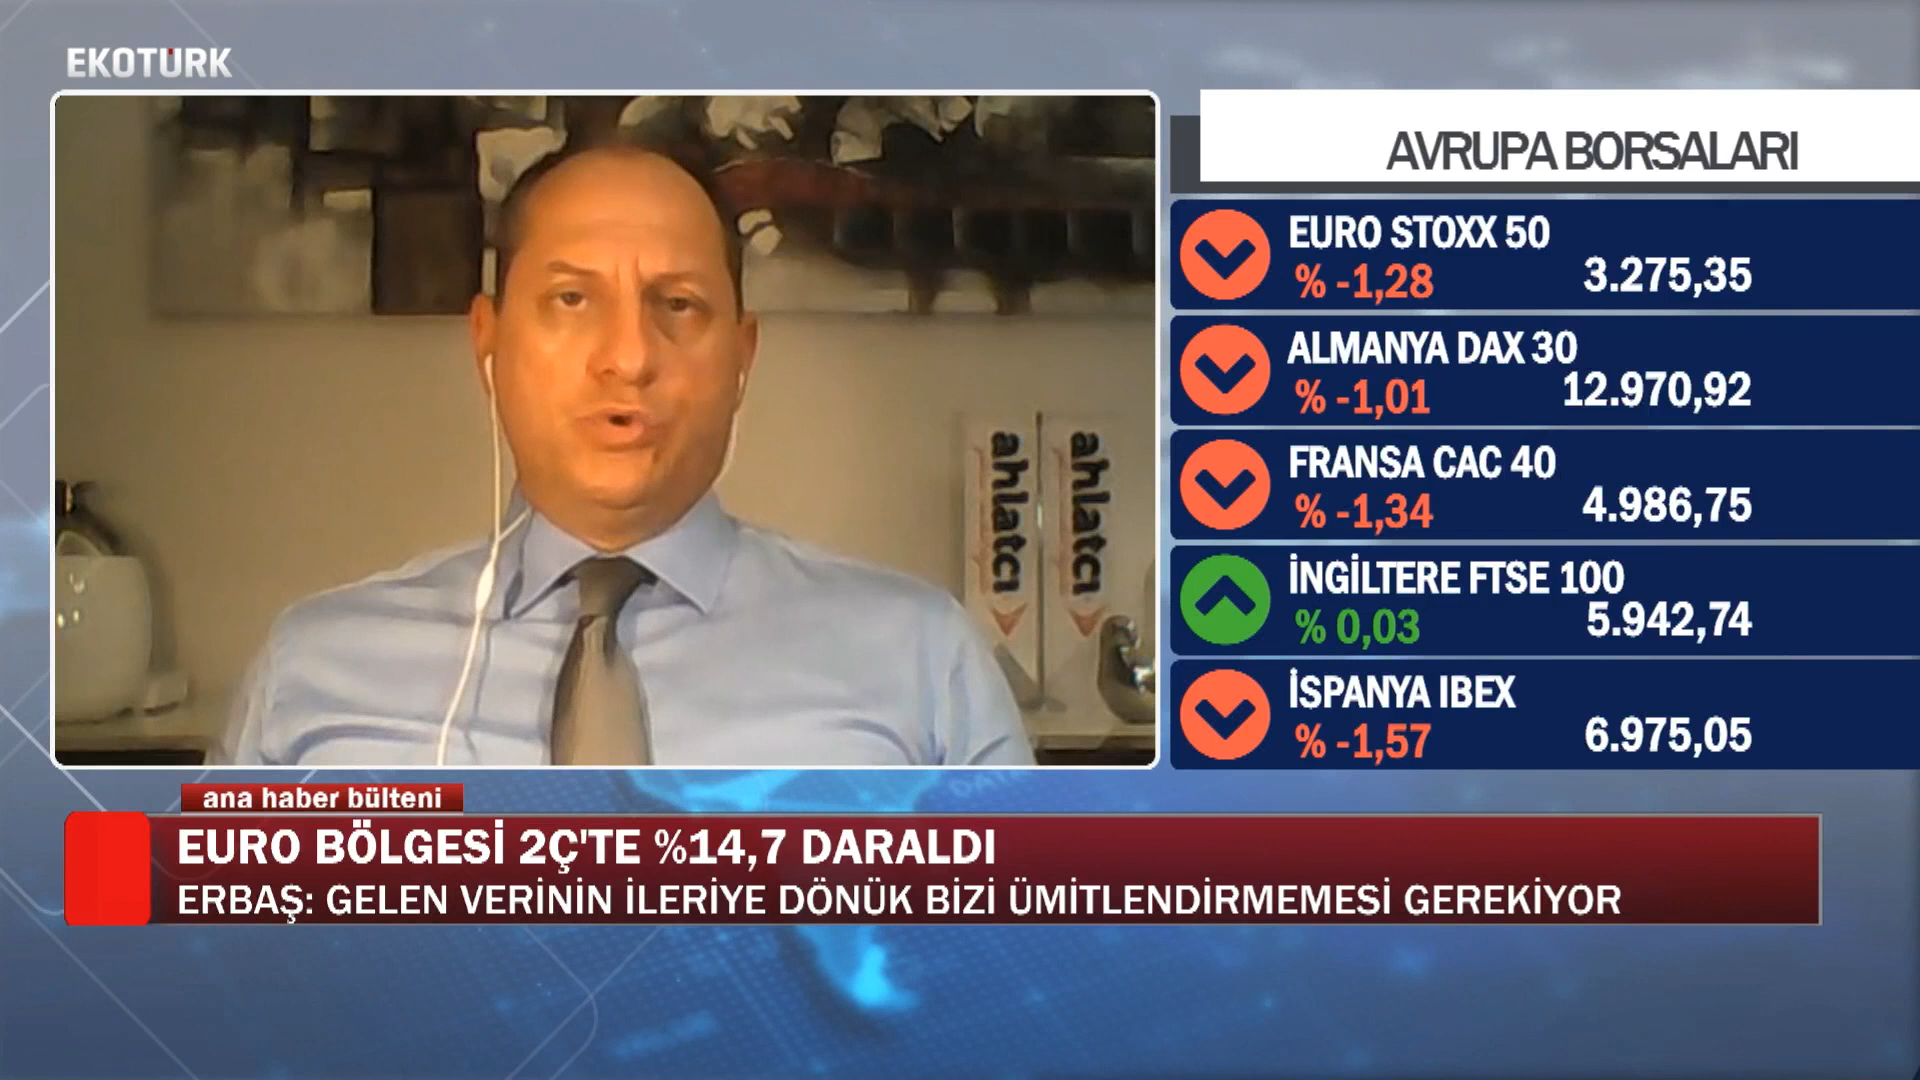 EKOTÜRK
AVRUPA BORSALARI
EURO STOXX 50
% -1,28
3.275,35
ALMANYA DAX 30
% -1,01
12.970,92
FRANSA CAC 40
% -1,34
4.986,75
İNGİLTERE FTSE 100
% 0,03
5.942,74
İSPANYA IBEX
% -1,57
6.975,05
ahlatcı
ahlatcı
ana haber bülteni
EURO BÖLGESİ 2Ç'TE %14,7 DARALDI
ERBAŞ: GELEN VERİNİN İLERİYE DÖNÜK BİZİ ÜMİTLENDİRMEMESİ GEREKİYOR